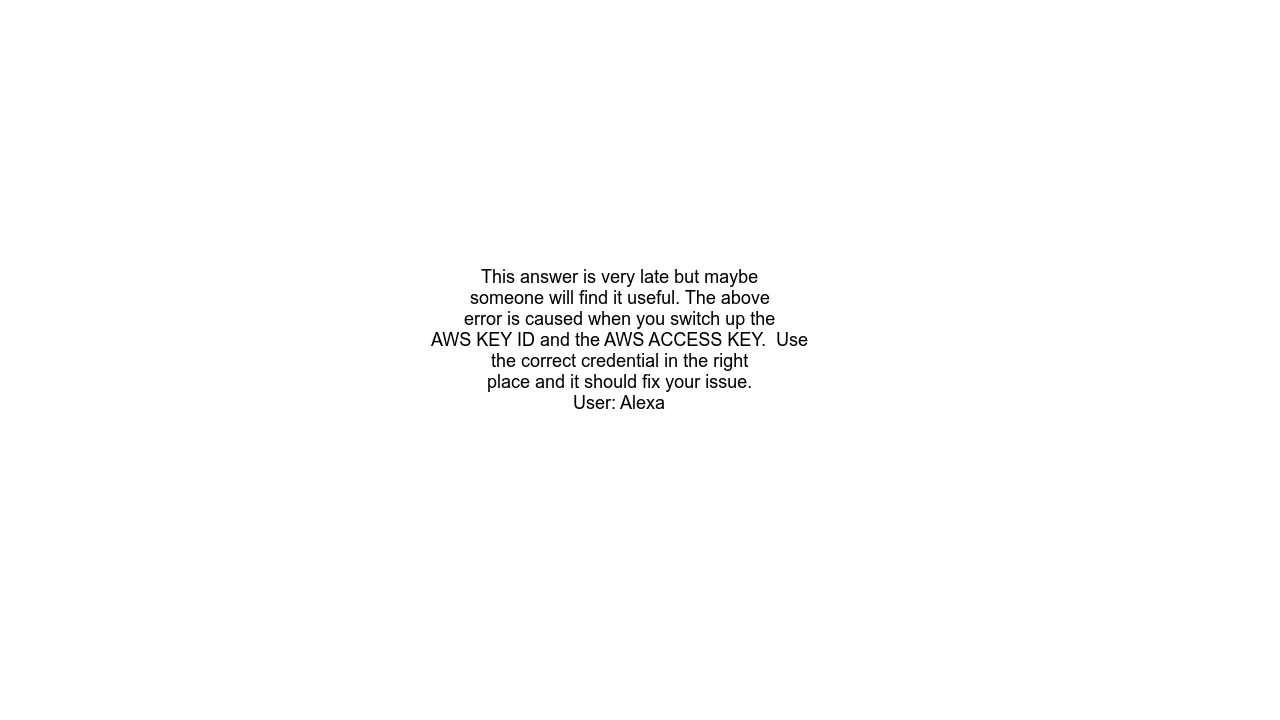 This answer is very late but maybe
someone will find it useful. The above
error is caused when you switch up the
AWS KEY ID and the AWS ACCESS KEY.  Use
the correct credential in the right
place and it should fix your issue.
User: Alexa